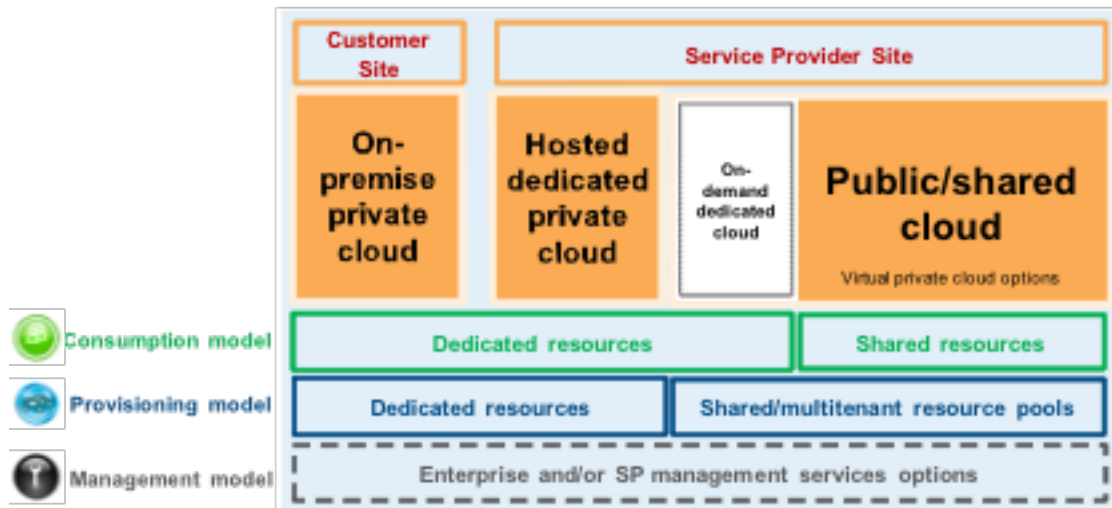 Customer
Site
Service Provider Site
On-
premise
private
cloud
Hosted
dedicated
private
cloud
On-
demand
dedicated
cloud
Public/shared
cloud
Virtual private cloud options
Consumption model
Dedicated resources
Shared resources
Provisioning model
Dedicated resources
Shared/multitenant resource pools
Management model
Enterprise and/or SP management services options